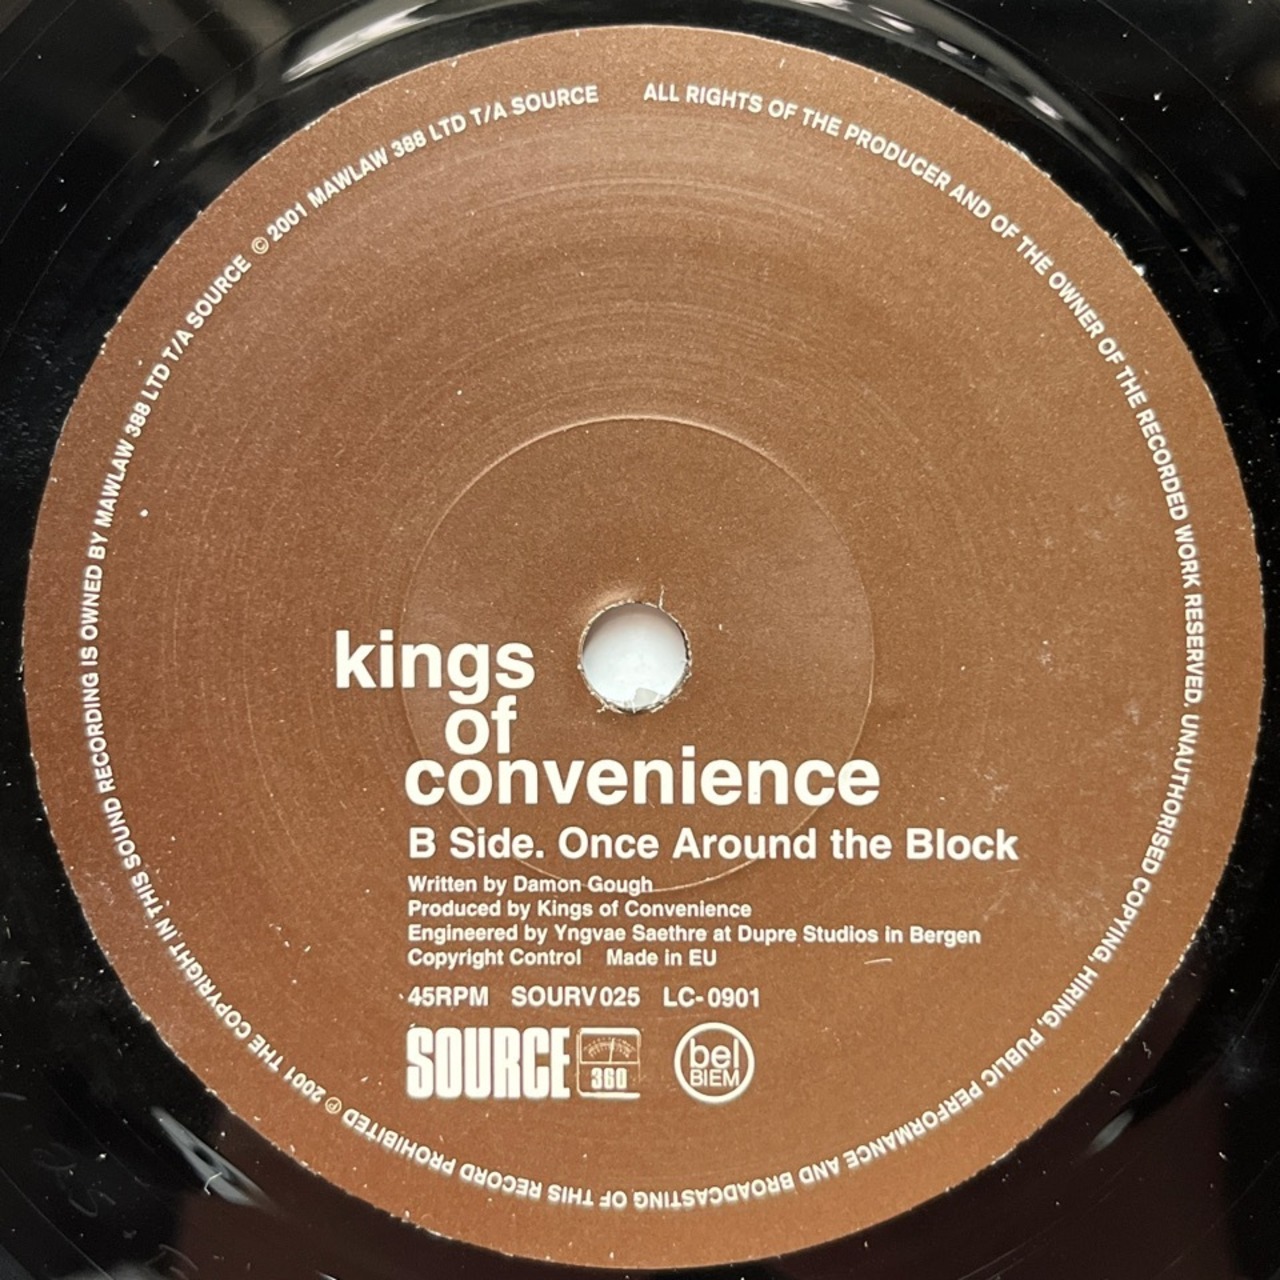 ALL RIGHTS OF THE PRODUCER AND OF THE OWNER OF THE RECORDED WORK RESERVED. UNAUTHORISED COPYING, HIRING, PUBLIC PERFORMANCE AND BROADCASTING OF THIS RECORD PROHIBITED ℗ 2001 THE COPYRIGHT IN THIS SOUND RECORDING IS OWNED BY MAWLAW 388 LTD T/A SOURCE © 2001 MAWLAW 388 LTD T/A SOURCE
kings
of
convenience
B Side. Once Around the Block
Written by Damon Gough
Produced by Kings of Convenience
Engineered by Yngvae Saethre at Dupre Studios in Bergen
Copyright Control Made in EU
45RPM SOURV025 LC-0901
SOURCE 360 bel
BIEM